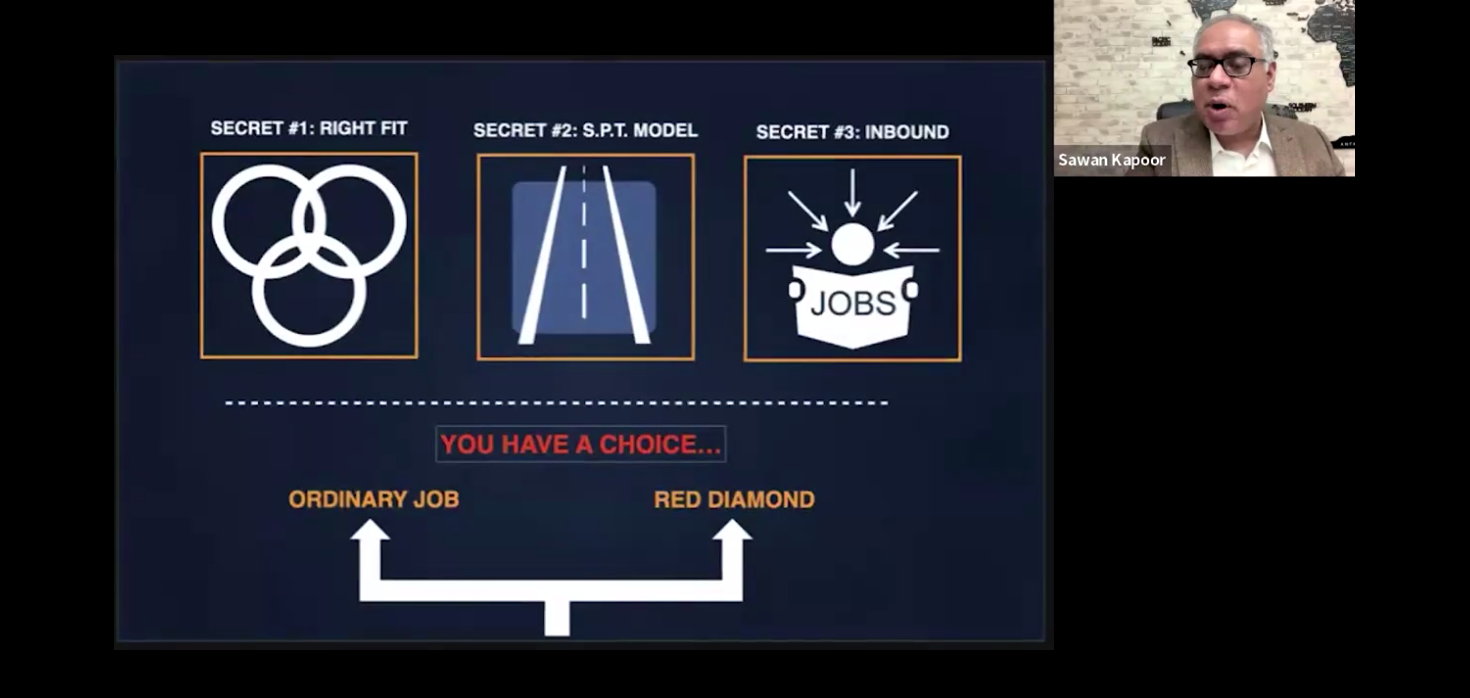 SECRET #1: RIGHT FIT
SECRET #2: S.P.T. MODEL
SECRET #3: INBOUND
JOBS
YOU HAVE A CHOICE...
ORDINARY JOB
RED DIAMOND
Sawan Kapoor